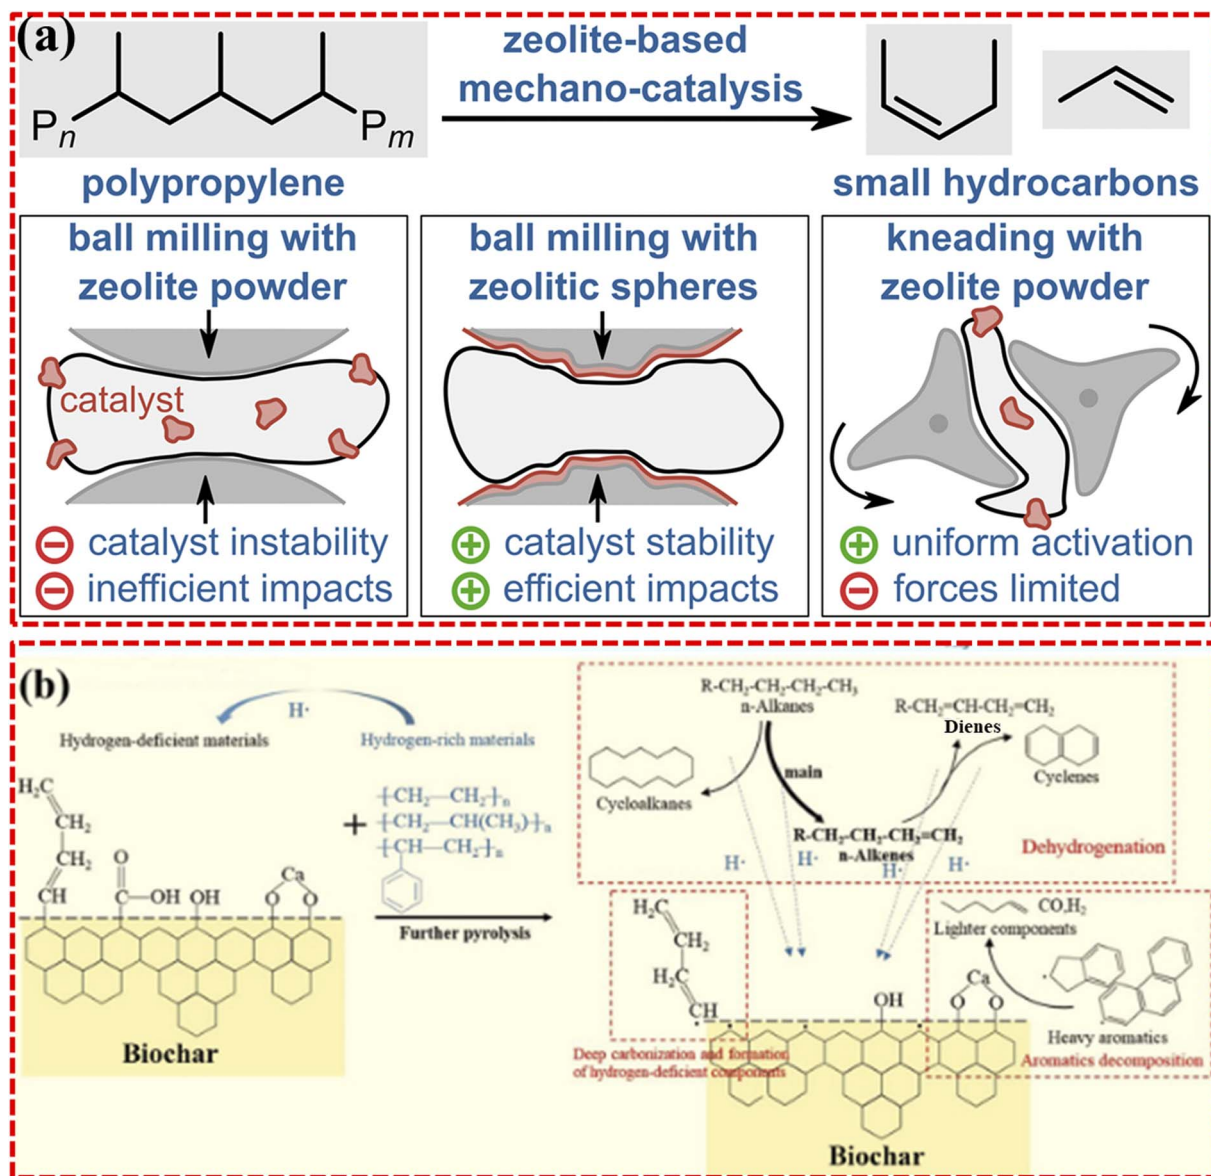 (a)
zeolite-based
mechano-catalysis
Pn
Pm
polypropylene
small hydrocarbons
ball milling with
zeolite powder
catalyst
⊖ catalyst instability
⊖ inefficient impacts
ball milling with
zeolitic spheres
⊕ catalyst stability
⊕ efficient impacts
kneading with
zeolite powder
⊕ uniform activation
⊖ forces limited
(b)
H·
Hydrogen-deficient materials
Hydrogen-rich materials
H₂C
CH₂
CH₂
CH
O
C—OH OH
Ca
O O
Biochar
+
-[CH₂—CH₂]ₙ
-[CH₂—CH(CH₃)]ₙ
-[CH—CH₂]ₙ
Further pyrolysis
R-CH₂-CH₂-CH₂-CH₃
n-Alkanes
R-CH₂=CH-CH₂=CH₂
Dienes
Cycloalkanes
main
Cyclenes
R-CH₂-CH₂-CH₂=CH₂
n-Alkenes
H·
H·
H·
H·
Dehydrogenation
H₂C
CH₂
H₂C
CH
Deep carbonization and formation
of hydrogen-deficient components
OH
Ca
O O
CO,H₂
Lighter components
Heavy aromatics
Aromatics decomposition
Biochar